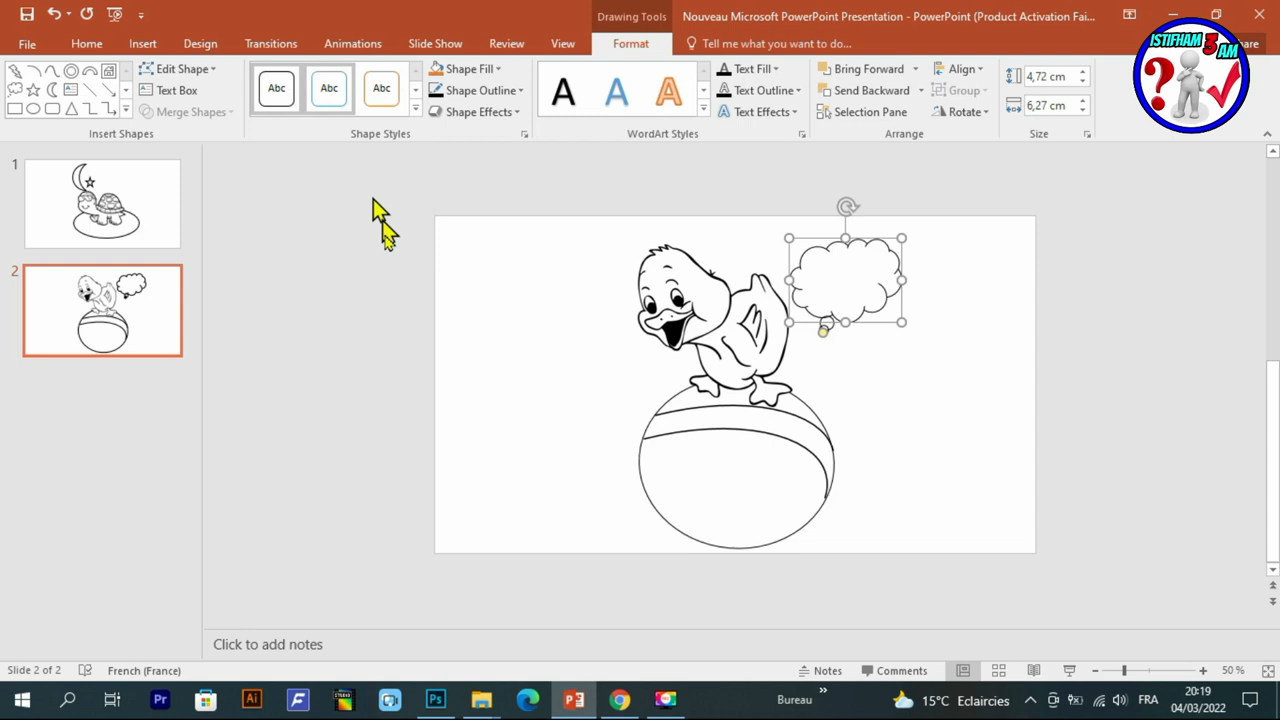 Drawing Tools
Nouveau Microsoft PowerPoint Presentation - PowerPoint (Product Activation Fai...
File
Home
Insert
Design
Transitions
Animations
Slide Show
Review
View
Format
Tell me what you want to do...
ISTIFHAM 3 AM
Edit Shape
Text Box
Merge Shapes
Insert Shapes
Abc
Abc
Abc
Shape Fill
Shape Outline
Shape Effects
Shape Styles
A
A
A
Text Fill
Text Outline
Text Effects
WordArt Styles
Bring Forward
Send Backward
Selection Pane
Align
Group
Rotate
Arrange
4,72 cm
6,27 cm
Size
1
2
Click to add notes
Slide 2 of 2
French (France)
Notes
Comments
50 %
Pr
Ai
Ps
Bureau
15°C Eclaircies
FRA
20:19
04/03/2022